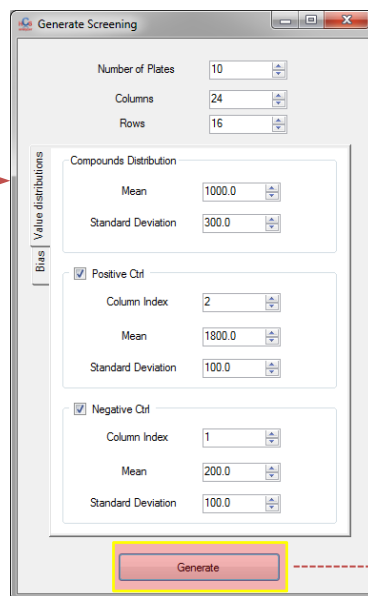 Generate Screening
Number of Plates 10
Columns 24
Rows 16
Value distributions
Bias
Compounds Distribution
Mean 1000.0
Standard Deviation 300.0
Positive Ctrl
Column Index 2
Mean 1800.0
Standard Deviation 100.0
Negative Ctrl
Column Index 1
Mean 200.0
Standard Deviation 100.0
Generate